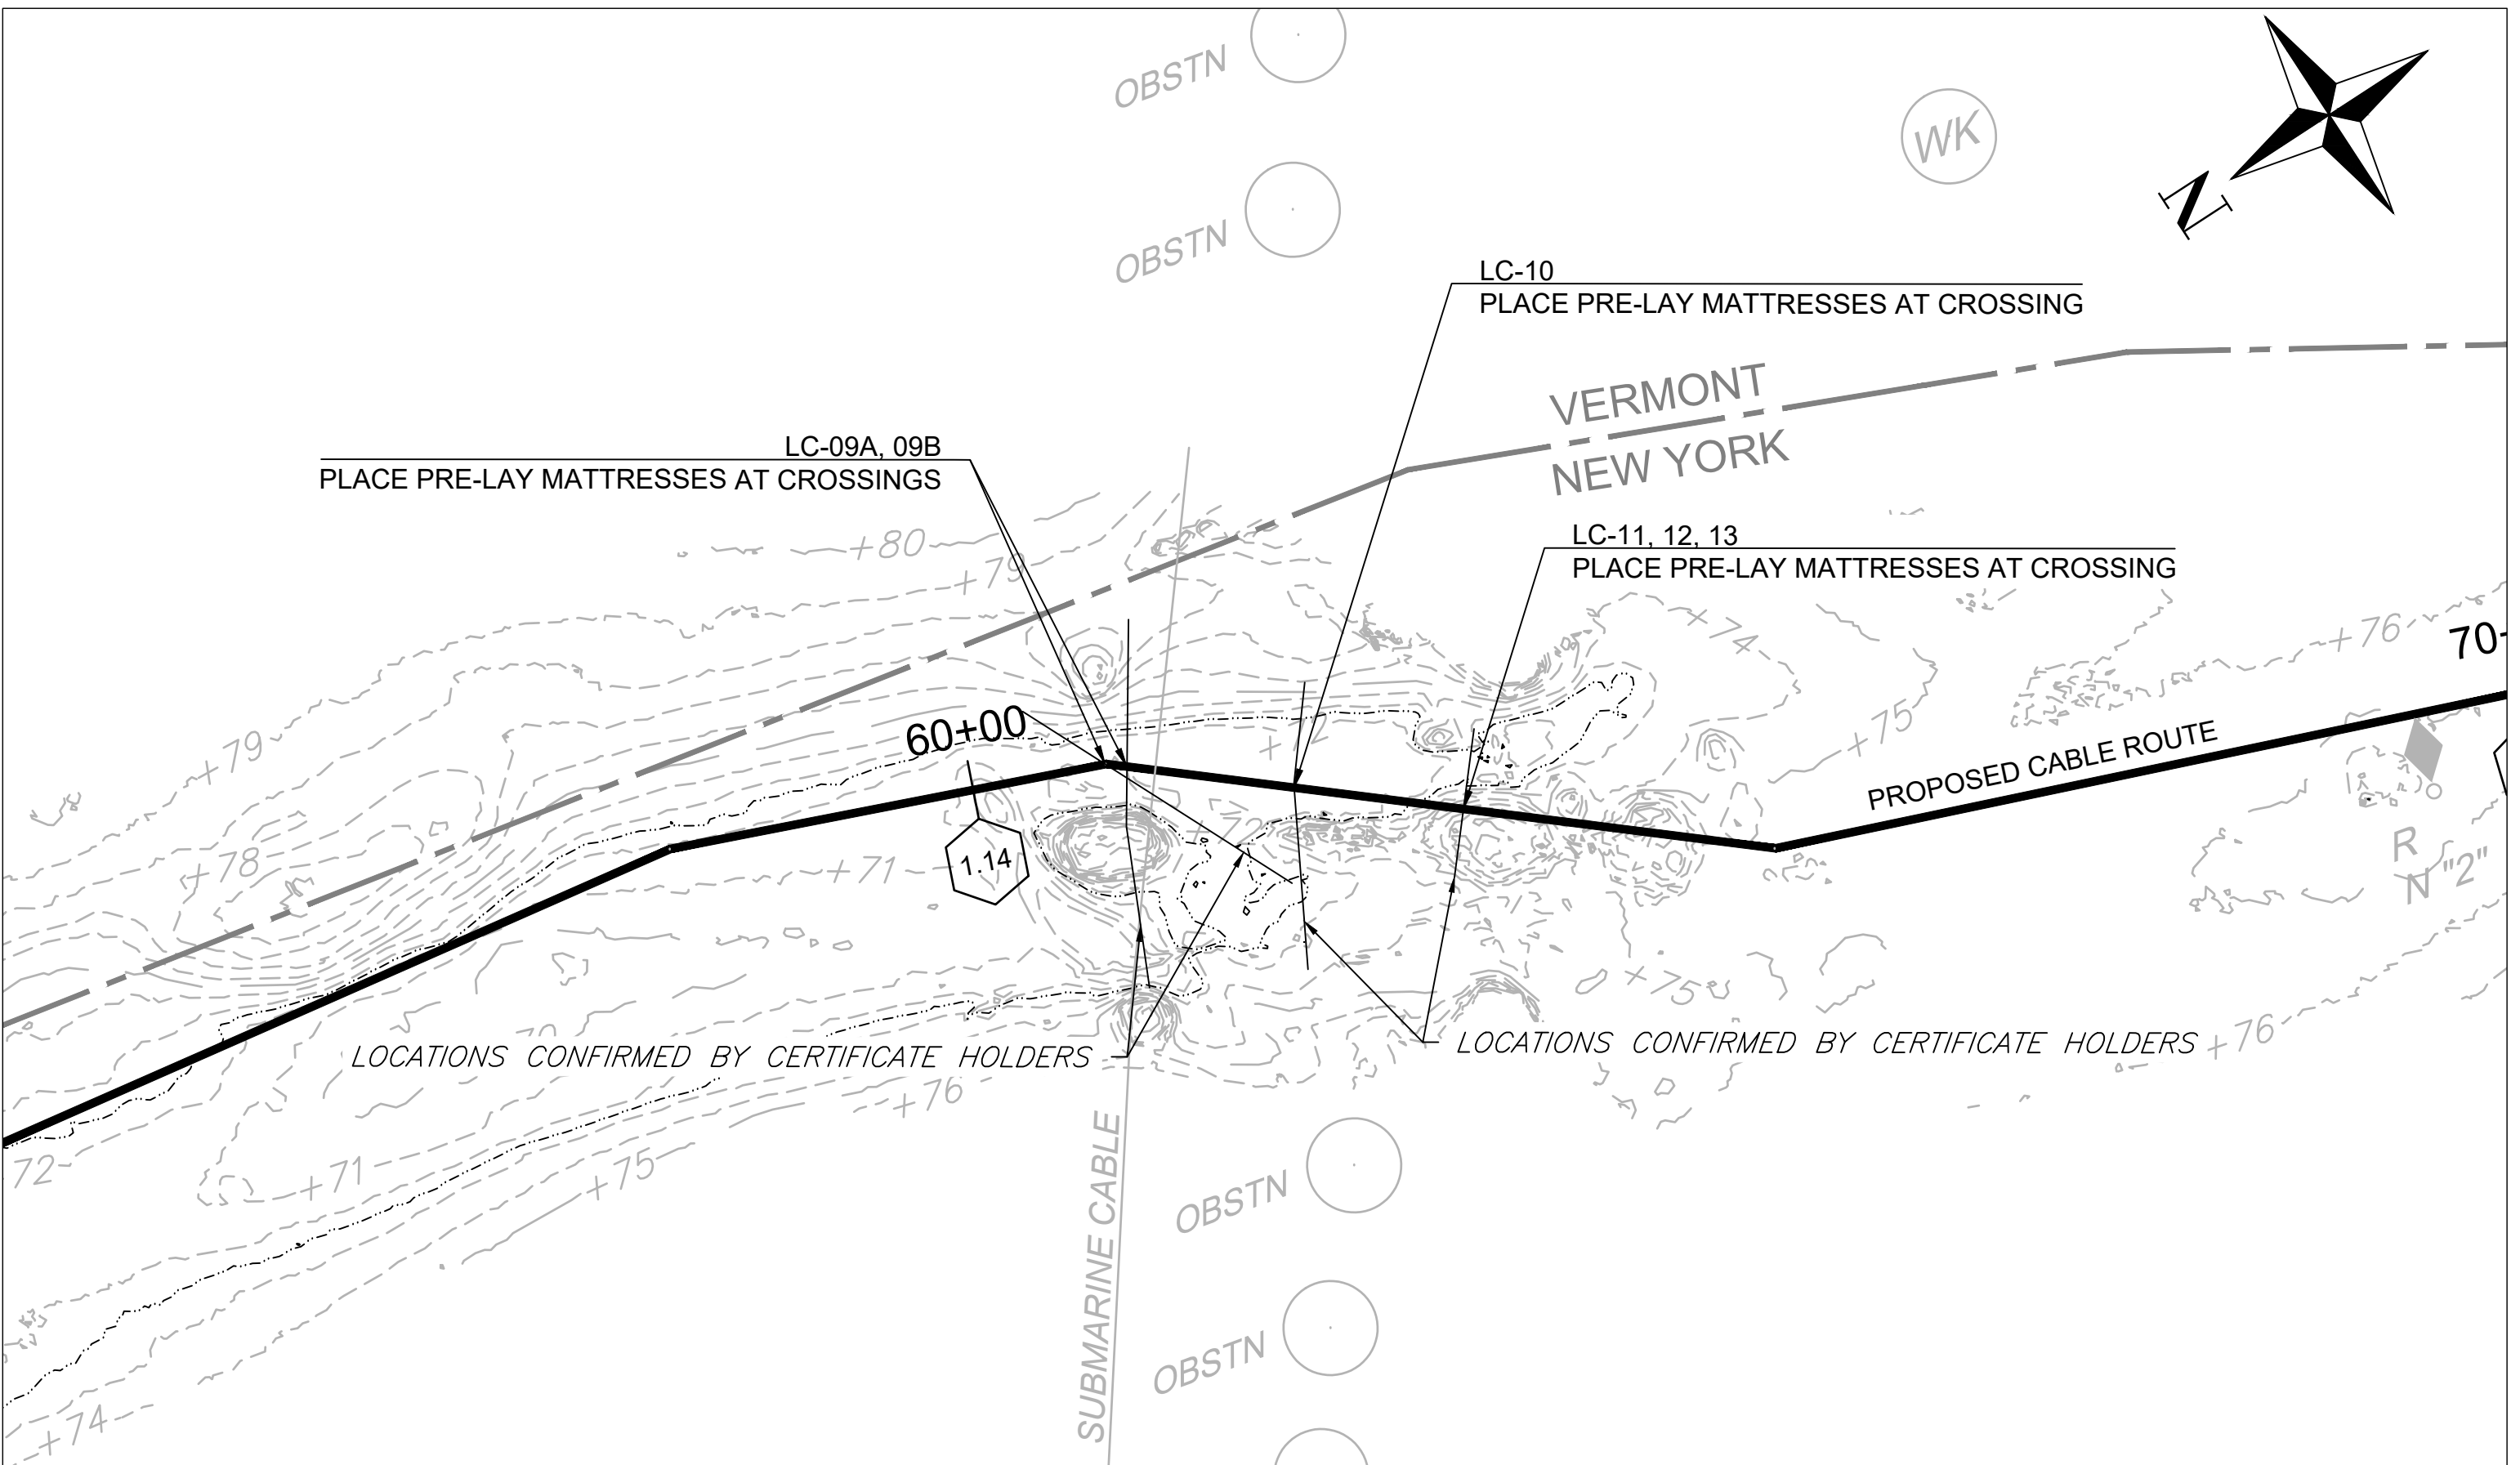 OBSTN
WK
OBSTN
N
LC-10
PLACE PRE-LAY MATTRESSES AT CROSSING
VERMONT
NEW YORK
LC-09A, 09B
PLACE PRE-LAY MATTRESSES AT CROSSINGS
LC-11, 12, 13
PLACE PRE-LAY MATTRESSES AT CROSSING
+80
+79
+74
+76
70+
60+00
+79
+75
PROPOSED CABLE ROUTE
+72
+78
+71
1.14
R
N "2"
+75
LOCATIONS CONFIRMED BY CERTIFICATE HOLDERS
LOCATIONS CONFIRMED BY CERTIFICATE HOLDERS
+76
+76
72
+71
+75
SUBMARINE CABLE
OBSTN
OBSTN
+74